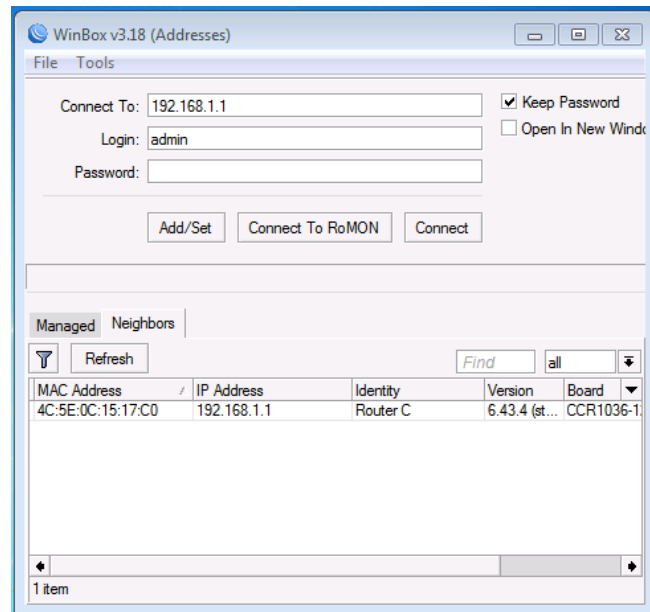 WinBox v3.18 (Addresses)
File Tools
Connect To: 192.168.1.1
Keep Password
Login: admin
Open In New Windo
Password:
Add/Set Connect To RoMON Connect
Managed Neighbors
Refresh Find all
MAC Address IP Address Identity Version Board
4C:5E:0C:15:17:C0 192.168.1.1 Router C 6.43.4 (st... CCR1036-1
1 item